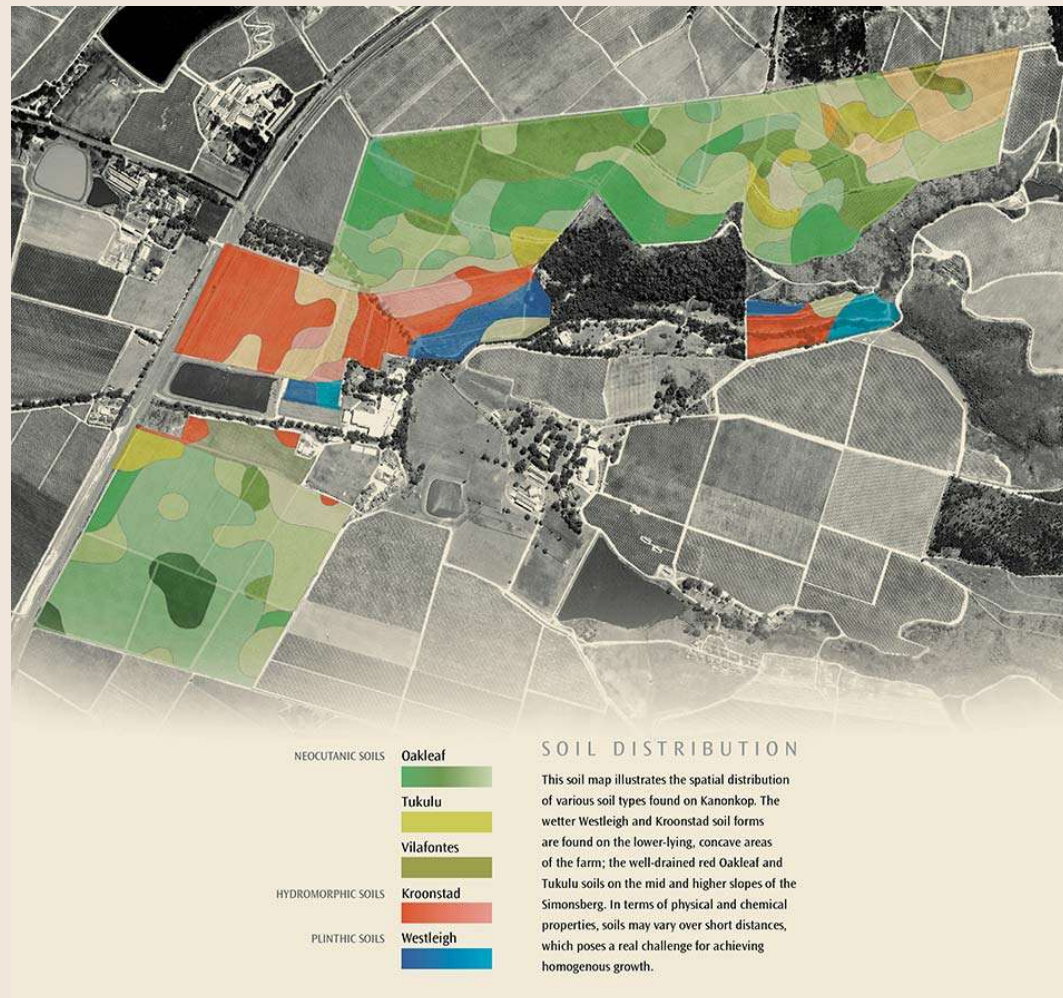 NEOCUTANIC SOILS Oakleaf
Tukulu
Vilafontes
HYDROMORPHIC SOILS Kroonstad
PLINTHIC SOILS Westleigh
SOIL DISTRIBUTION
This soil map illustrates the spatial distribution
of various soil types found on Kanonkop. The
wetter Westleigh and Kroonstad soil forms
are found on the lower-lying, concave areas
of the farm; the well-drained red Oakleaf and
Tukulu soils on the mid and higher slopes of the
Simonsberg. In terms of physical and chemical
properties, soils may vary over short distances,
which poses a real challenge for achieving
homogenous growth.